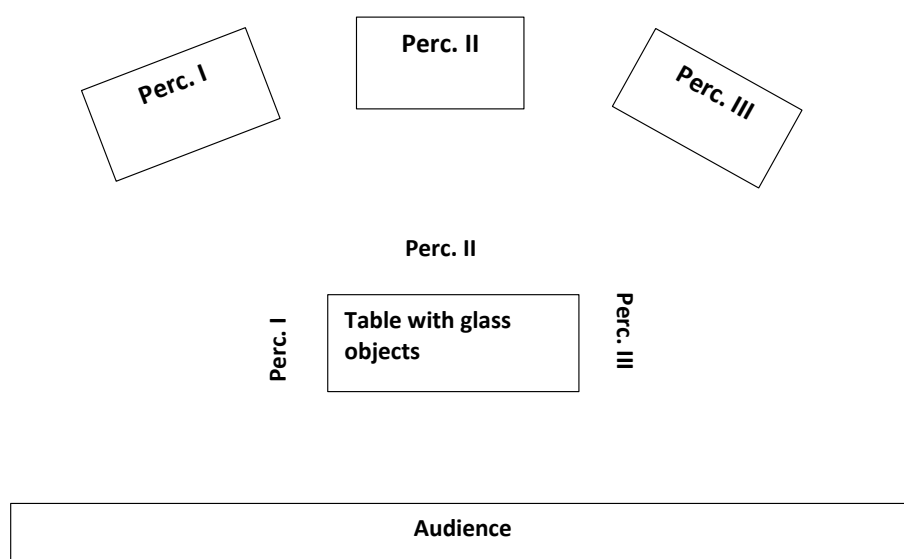 Perc. I
Perc. II
Perc. III
Perc. II
Perc. I
Table with glass
objects
Perc. III
Audience